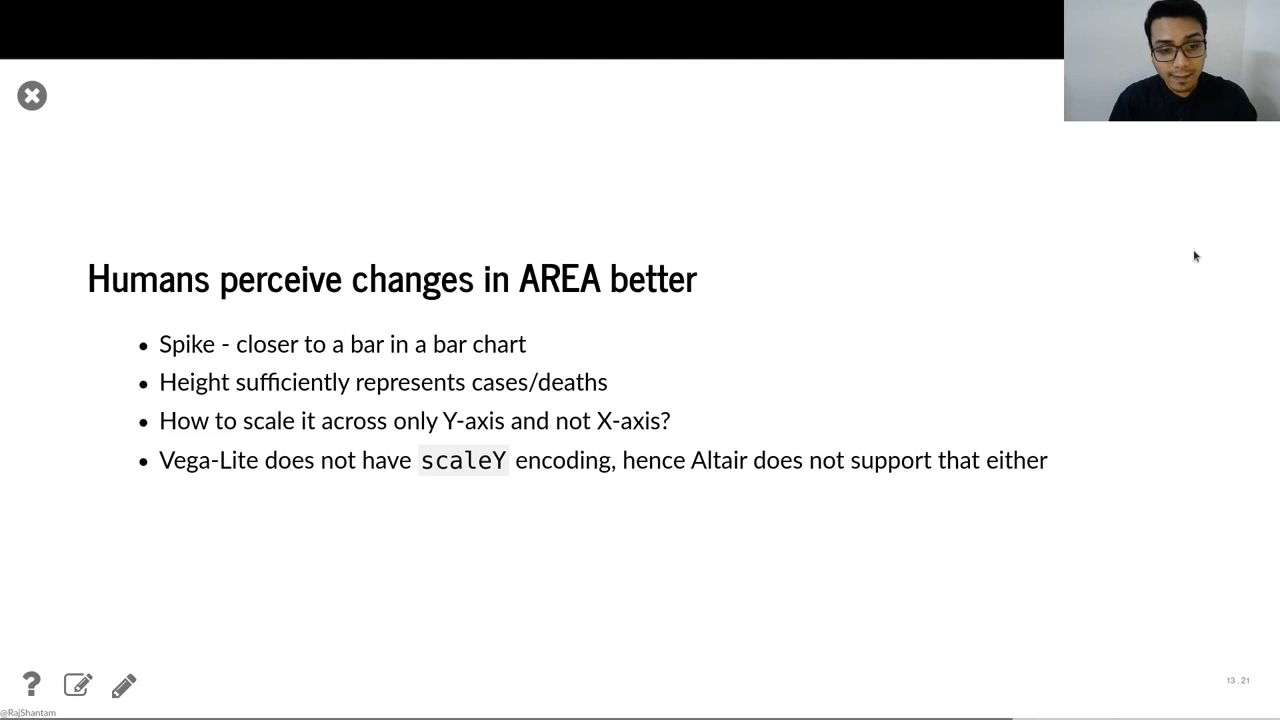 Humans perceive changes in AREA better
Spike - closer to a bar in a bar chart
Height sufficiently represents cases/deaths
How to scale it across only Y-axis and not X-axis?
Vega-Lite does not have scaleY encoding, hence Altair does not support that either
?
13 . 21
@RajShantam